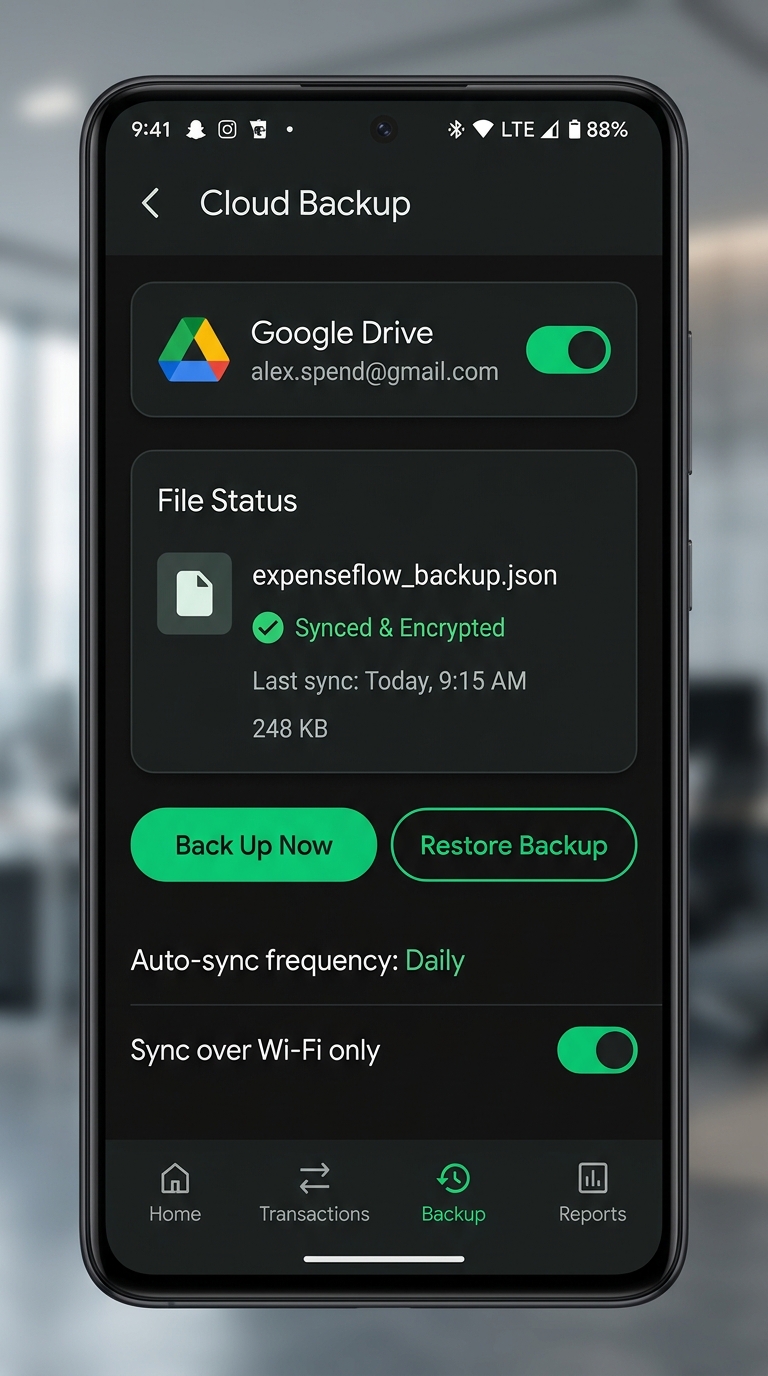 9:41 LTE 88%
Cloud Backup
Google Drive
alex.spend@gmail.com
File Status
expenseflow_backup.json
Synced & Encrypted
Last sync: Today, 9:15 AM
248 KB
Back Up Now Restore Backup
Auto-sync frequency: Daily
Sync over Wi-Fi only
Home Transactions Backup Reports